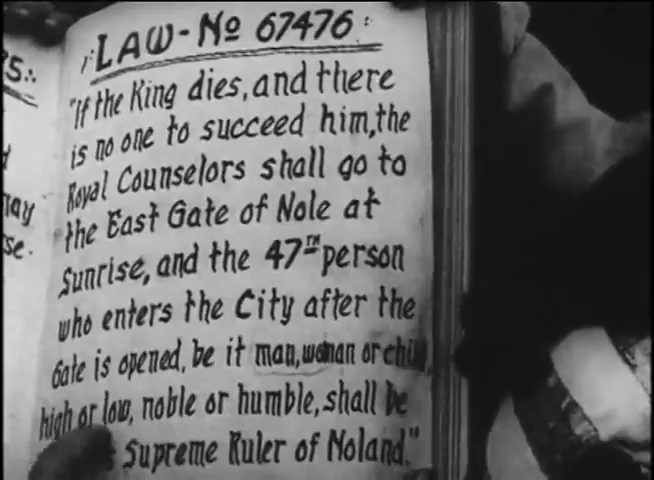 LAW - No 67476
"If the King dies, and there
is no one to succeed him, the
Royal Counselors shall go to
the East Gate of Nole at
Sunrise, and the 47TH person
who enters the City after the
Gate is opened, be it man, woman or child
high or low, noble or humble, shall be
Supreme Ruler of Noland."
S.
may
se.